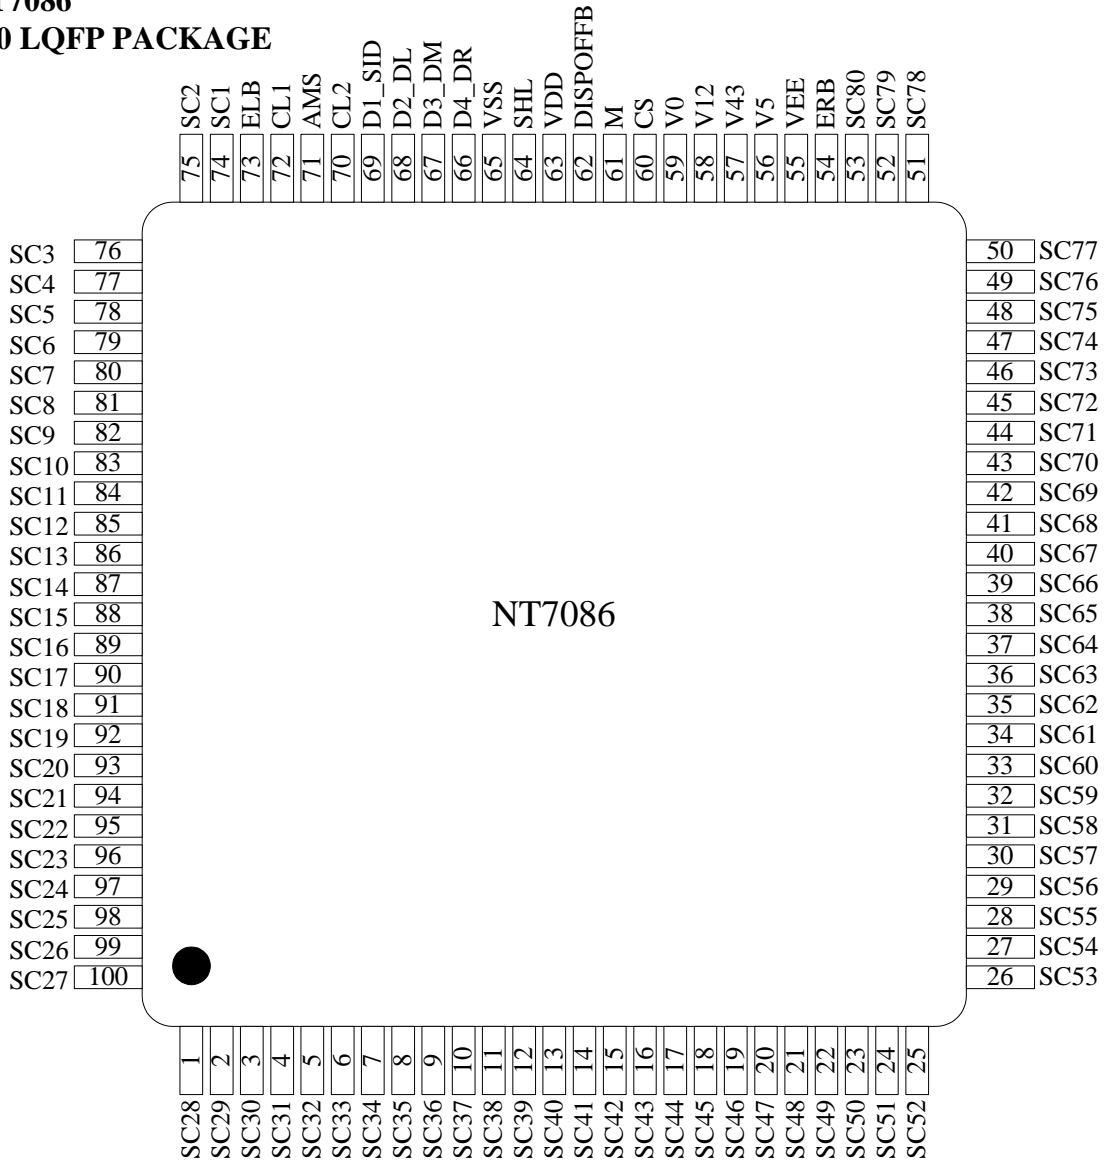 7086
0 LQFP PACKAGE
SC2 SC1 ELB CL1 AMS CL2 D1_SID D2_DL D3_DM D4_DR VSS SHL VDD DISPOFFB M CS V0 V12 V43 V5 VEE ERB SC80 SC79 SC78
75 74 73 72 71 70 69 68 67 66 65 64 63 62 61 60 59 58 57 56 55 54 53 52 51
SC3 76 50 SC77
SC4 77 49 SC76
SC5 78 48 SC75
SC6 79 47 SC74
SC7 80 46 SC73
SC8 81 45 SC72
SC9 82 44 SC71
SC10 83 43 SC70
SC11 84 42 SC69
SC12 85 41 SC68
SC13 86 40 SC67
SC14 87 39 SC66
SC15 88 NT7086 38 SC65
SC16 89 37 SC64
SC17 90 36 SC63
SC18 91 35 SC62
SC19 92 34 SC61
SC20 93 33 SC60
SC21 94 32 SC59
SC22 95 31 SC58
SC23 96 30 SC57
SC24 97 29 SC56
SC25 98 28 SC55
SC26 99 27 SC54
SC27 100 26 SC53
1 2 3 4 5 6 7 8 9 10 11 12 13 14 15 16 17 18 19 20 21 22 23 24 25
SC28 SC29 SC30 SC31 SC32 SC33 SC34 SC35 SC36 SC37 SC38 SC39 SC40 SC41 SC42 SC43 SC44 SC45 SC46 SC47 SC48 SC49 SC50 SC51 SC52